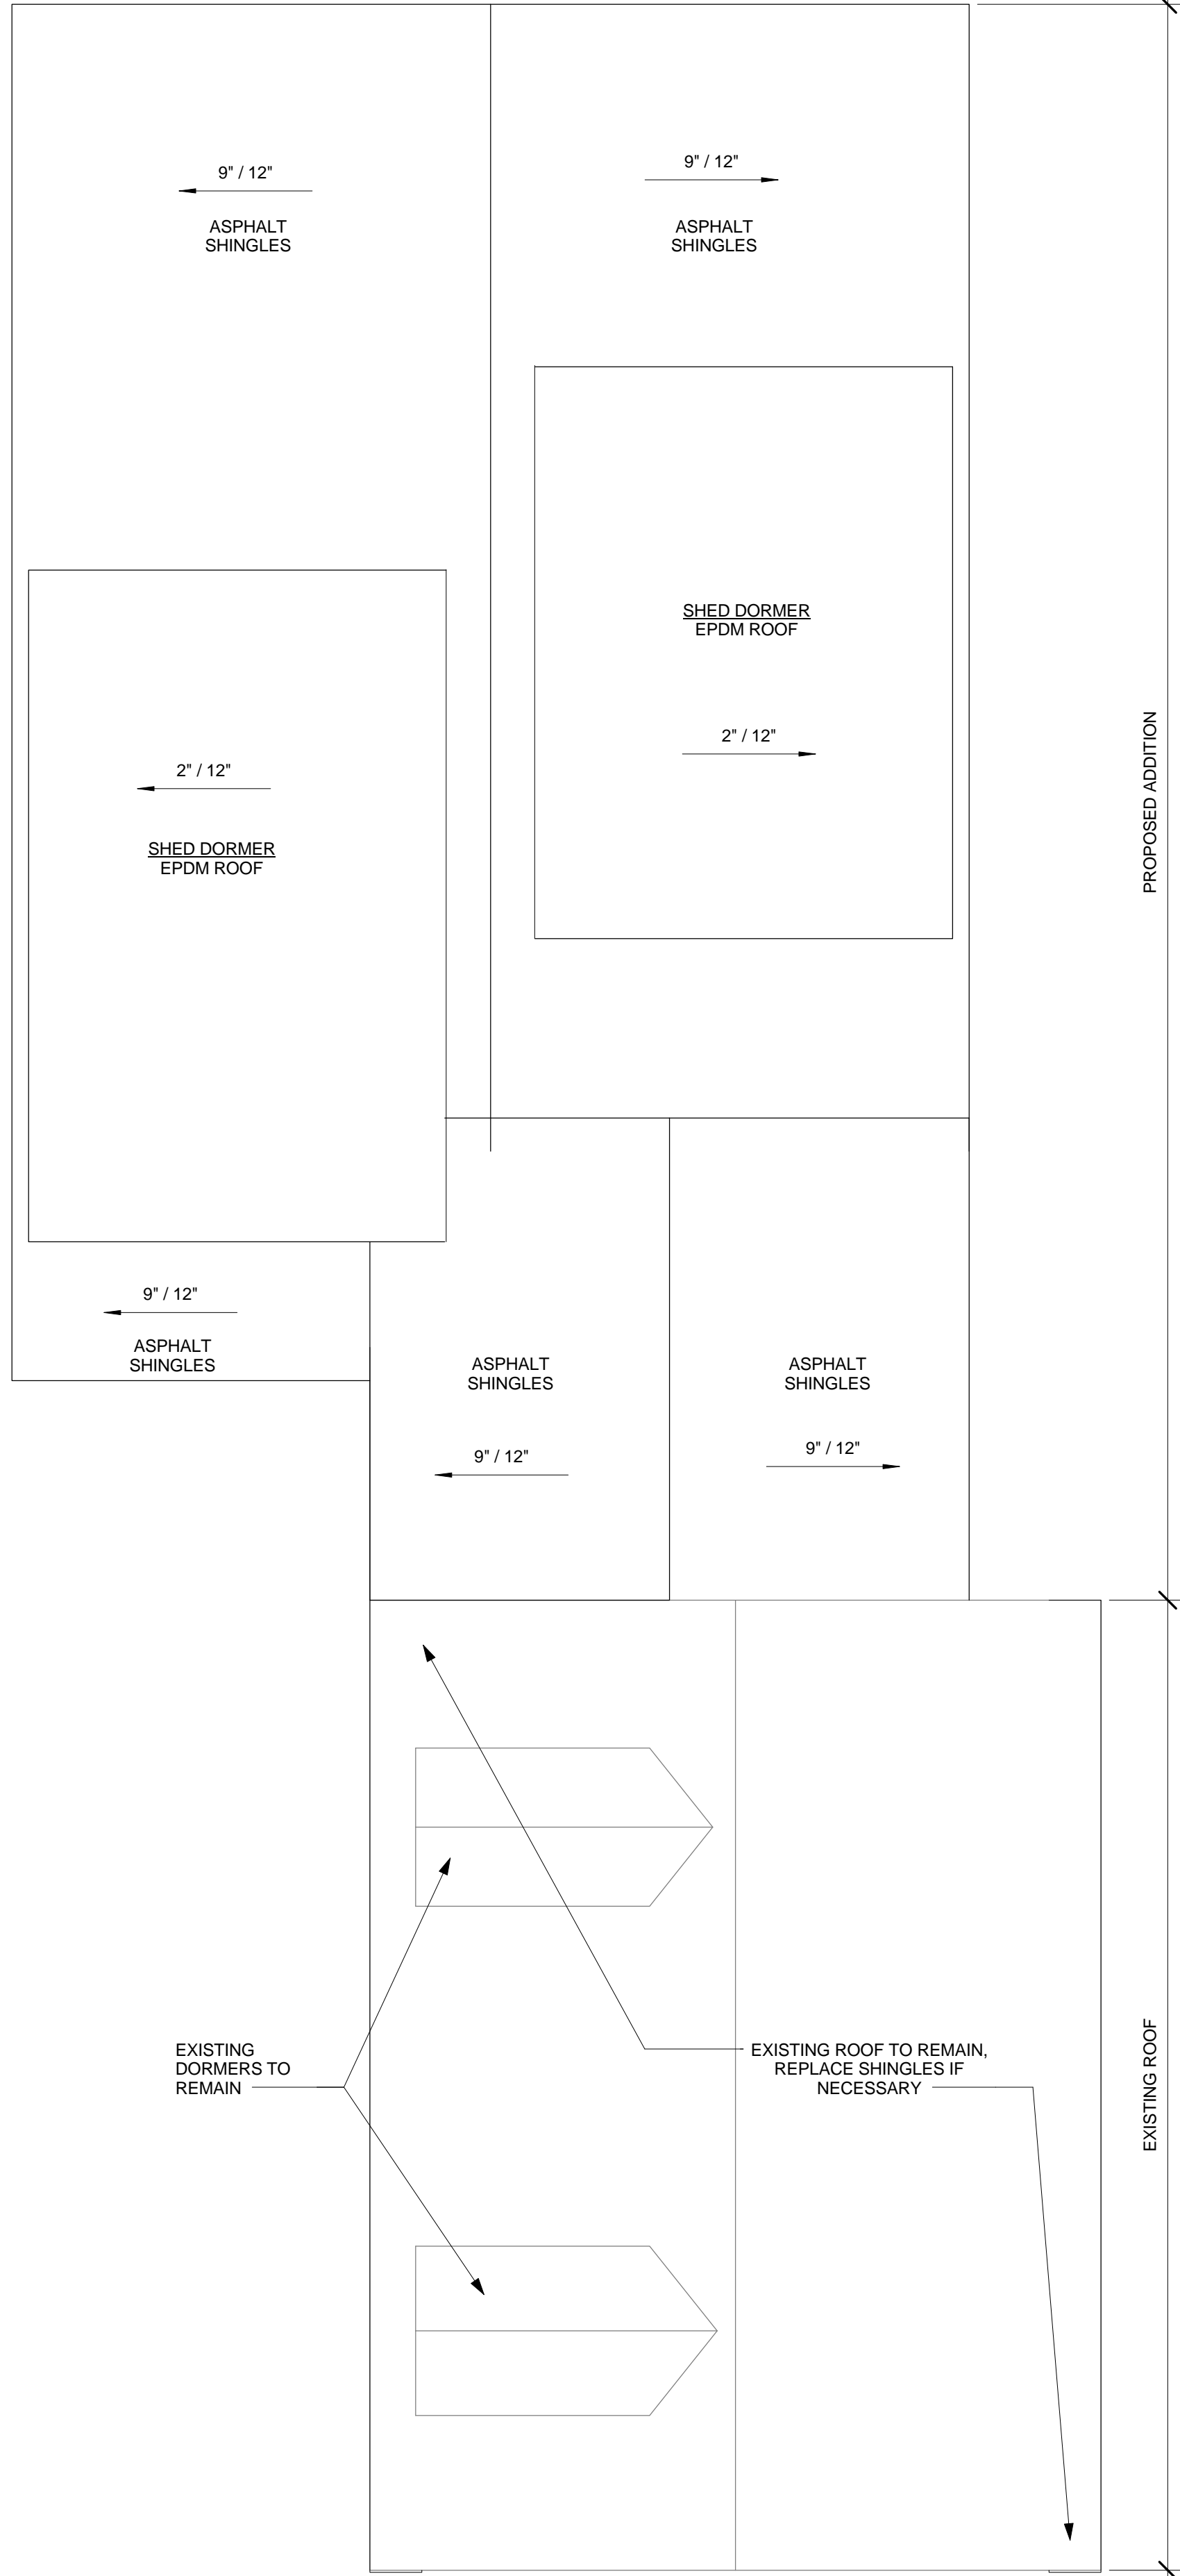 9" / 12"
ASPHALT
SHINGLES
9" / 12"
ASPHALT
SHINGLES
SHED DORMER
EPDM ROOF
2" / 12"
2" / 12"
SHED DORMER
EPDM ROOF
PROPOSED ADDITION
9" / 12"
ASPHALT
SHINGLES
ASPHALT
SHINGLES
9" / 12"
ASPHALT
SHINGLES
9" / 12"
EXISTING
DORMERS TO
REMAIN
EXISTING ROOF TO REMAIN,
REPLACE SHINGLES IF
NECESSARY
EXISTING ROOF